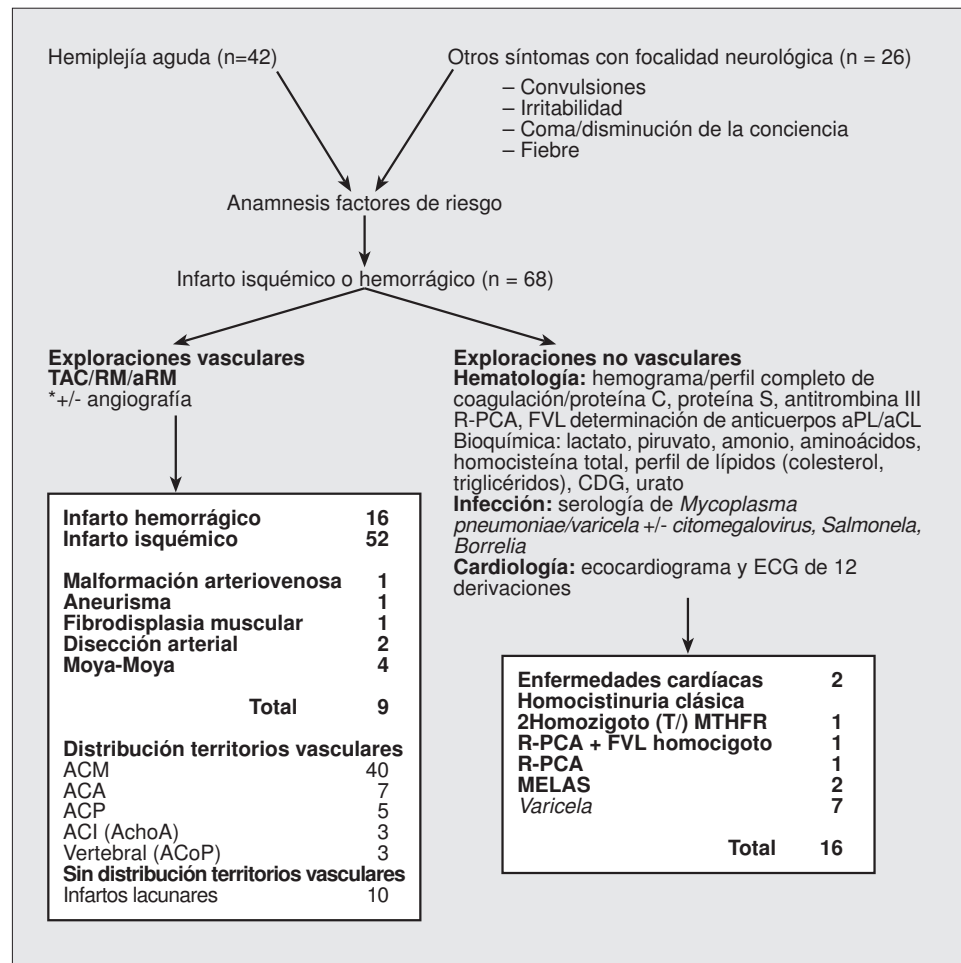 Hemiplejía aguda (n=42)
Otros síntomas con focalidad neurológica (n = 26)
– Convulsiones
– Irritabilidad
– Coma/disminución de la conciencia
– Fiebre
Anamnesis factores de riesgo
Infarto isquémico o hemorrágico (n = 68)
Exploraciones vasculares
TAC/RM/aRM
*+/- angiografía
Infarto hemorrágico 16
Infarto isquémico 52
Malformación arteriovenosa 1
Aneurisma 1
Fibrodisplasia muscular 1
Disección arterial 2
Moya-Moya 4
Total 9
Distribución territorios vasculares
ACM 40
ACA 7
ACP 5
ACI (AchoA) 3
Vertebral (ACoP) 3
Sin distribución territorios vasculares
Infartos lacunares 10
Exploraciones no vasculares
Hematología: hemograma/perfil completo de
coagulación/proteína C, proteína S, antitrombina III
R-PCA, FVL determinación de anticuerpos aPL/aCL
Bioquímica: lactato, piruvato, amonio, aminoácidos,
homocisteína total, perfil de lípidos (colesterol,
triglicéridos), CDG, urato
Infección: serología de Mycoplasma
pneumoniae/varicela +/- citomegalovirus, Salmonela,
Borrelia
Cardiología: ecocardiograma y ECG de 12
derivaciones
Enfermedades cardíacas 2
Homocistinuria clásica
2Homozigoto (T/) MTHFR 1
R-PCA + FVL homocigoto 1
R-PCA 1
MELAS 2
Varicela 7
Total 16